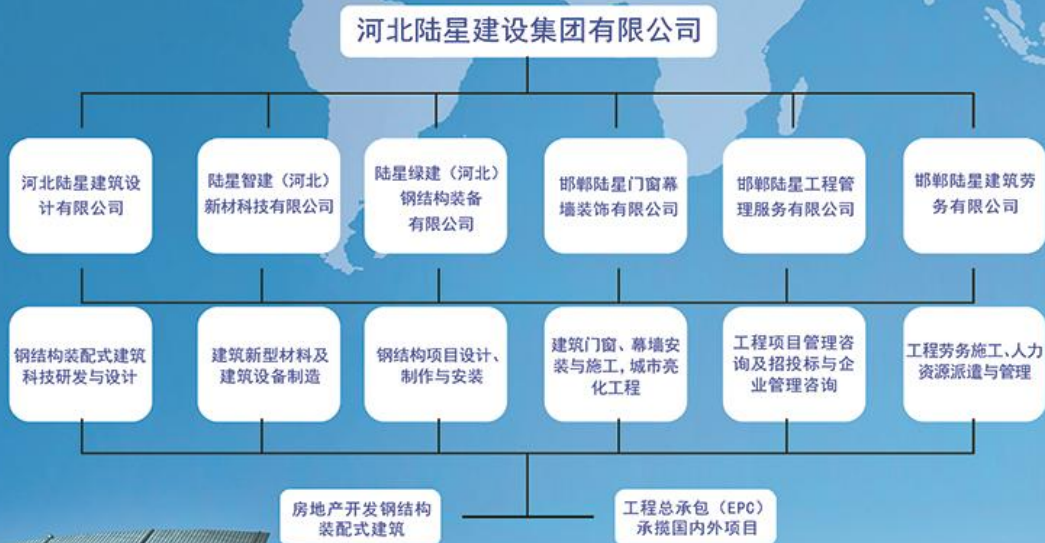 河北陆星建设集团有限公司
河北陆星建筑设
计有限公司
陆星智建（河北）
新材科技有限公司
陆星绿建（河北）
钢结构装备
有限公司
邯郸陆星门窗幕
墙装饰有限公司
邯郸陆星工程管
理服务有限公司
邯郸陆星建筑劳
务有限公司
钢结构装配式建筑
科技研发与设计
建筑新型材料及
建筑设备制造
钢结构项目设计、
制作与安装
建筑门窗、幕墙安
装与施工，城市亮
化工程
工程项目管理咨
询及招投标与企
业管理咨询
工程劳务施工、人力
资源派遣与管理
房地产开发钢结构
装配式建筑
工程总承包（EPC）
承揽国内外项目